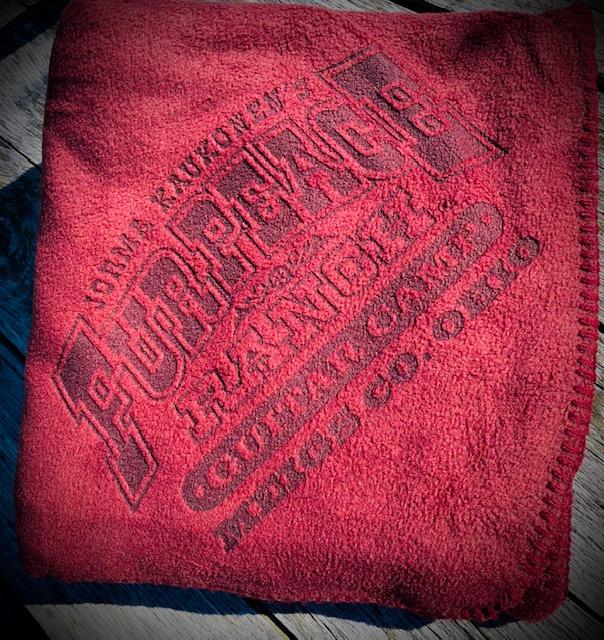 JORMA KAUKONEN'S
FUR PEACE
RANCH
GUITAR CAMP
MEIGS CO. OHIO